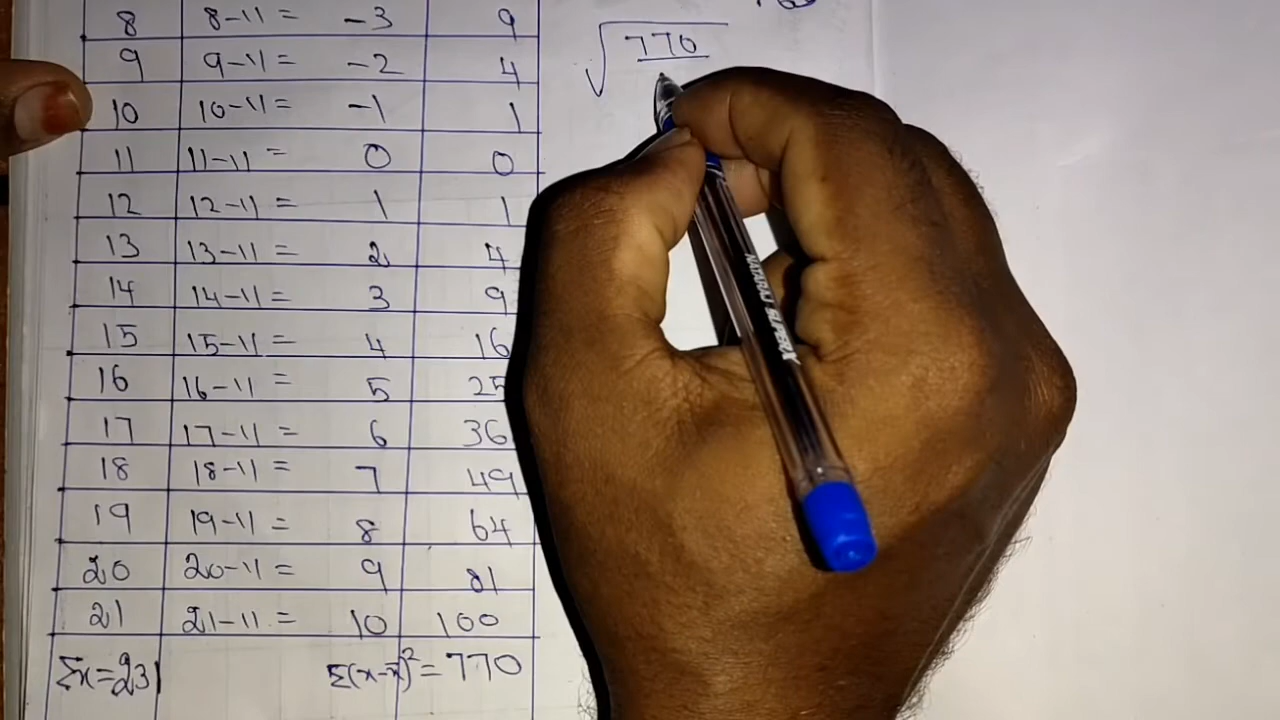 8 8-11 = -3 9
9 9-11 = -2 4
10 10-11 = -1 1
11 11-11 = 0 0
12 12-11 = 1 1
13 13-11 = 2 4
14 14-11 = 3 9
15 15-11 = 4 16
16 16-11 = 5 25
17 17-11 = 6 36
18 18-11 = 7 49
19 19-11 = 8 64
20 20-11 = 9 81
21 21-11 = 10 100
Σx=231 Σ(x-x̄)²=770
√770
NAVARAJ SUPERX